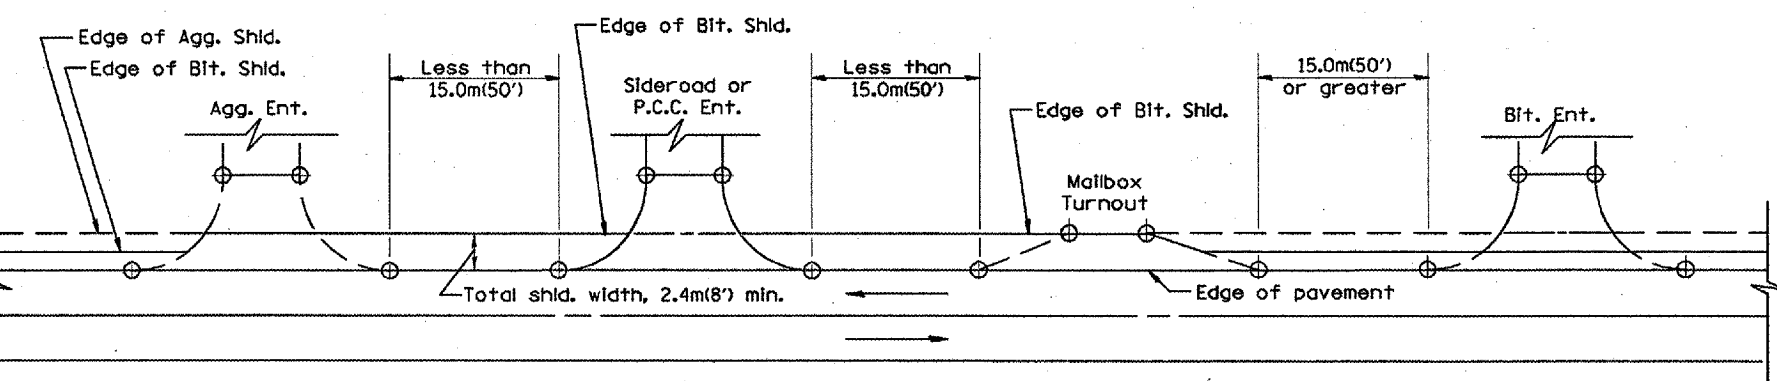 Edge of Agg. Shld.
Edge of Bit. Shld.
Agg. Ent.
Less than
15.0m(50')
Edge of Bit. Shld.
Sideroad or
P.C.C. Ent.
Less than
15.0m(50')
Edge of Bit. Shld.
Mailbox
Turnout
15.0m(50')
or greater
Bit. Ent.
Total shld. width, 2.4m(8') min.
Edge of pavement